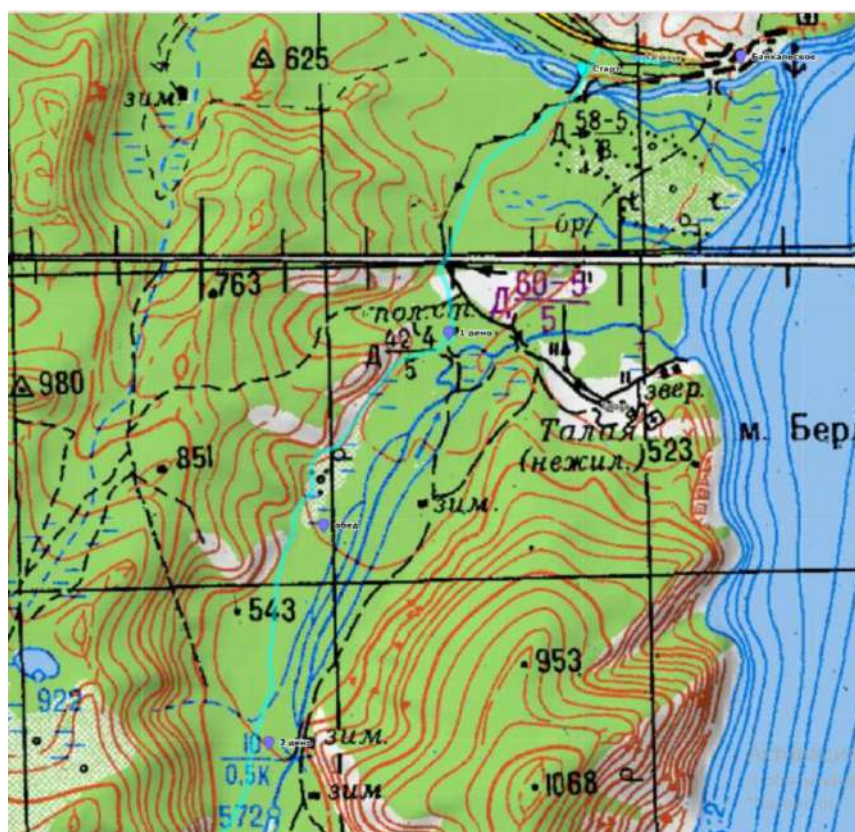 625
зим.
Старт
Байкальское
Д 58-5
В.
бр.
763
Д 60-5
5
пол.ст.
1 день
Д 42 4
5
980
звер.
Талая
(нежил.)
523
м. Бер
851
зим.
обед
543
953
922
2 день
зим.
10
0,5К
572
зим.
1068
р